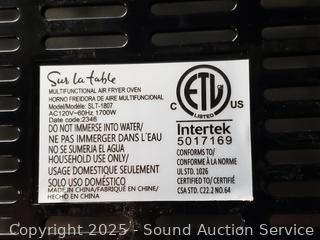 Sur la table
MULTIFUNCTIONAL AIR FRYER OVEN
HORNO FREIDORA DE AIRE MULTIFUNCIONAL
Model/Modèle: SLT-1807
AC120V~60Hz 1700W
Date code:2346
DO NOT IMMERSE INTO WATER/
NE PAS IMMERGER DANS L'EAU/
NO SE SUMERJA EL AGUA
HOUSEHOLD USE ONLY/
USAGE DOMESTIQUE SEULEMENT
SOLO USO DOMÉSTICO
MADE IN CHINA/FABRIQUÉ EN CHINE/
HECHO EN CHINA
ETL
LISTED
C US
Intertek
5017169
CONFORMS TO/
CONFORME À LA NORME
UL STD. 1026
CERTIFIED TO/ CERTIFIÉ À
CSA STD. C22.2 NO.64
Copyright 2025 - Sound Auction Service